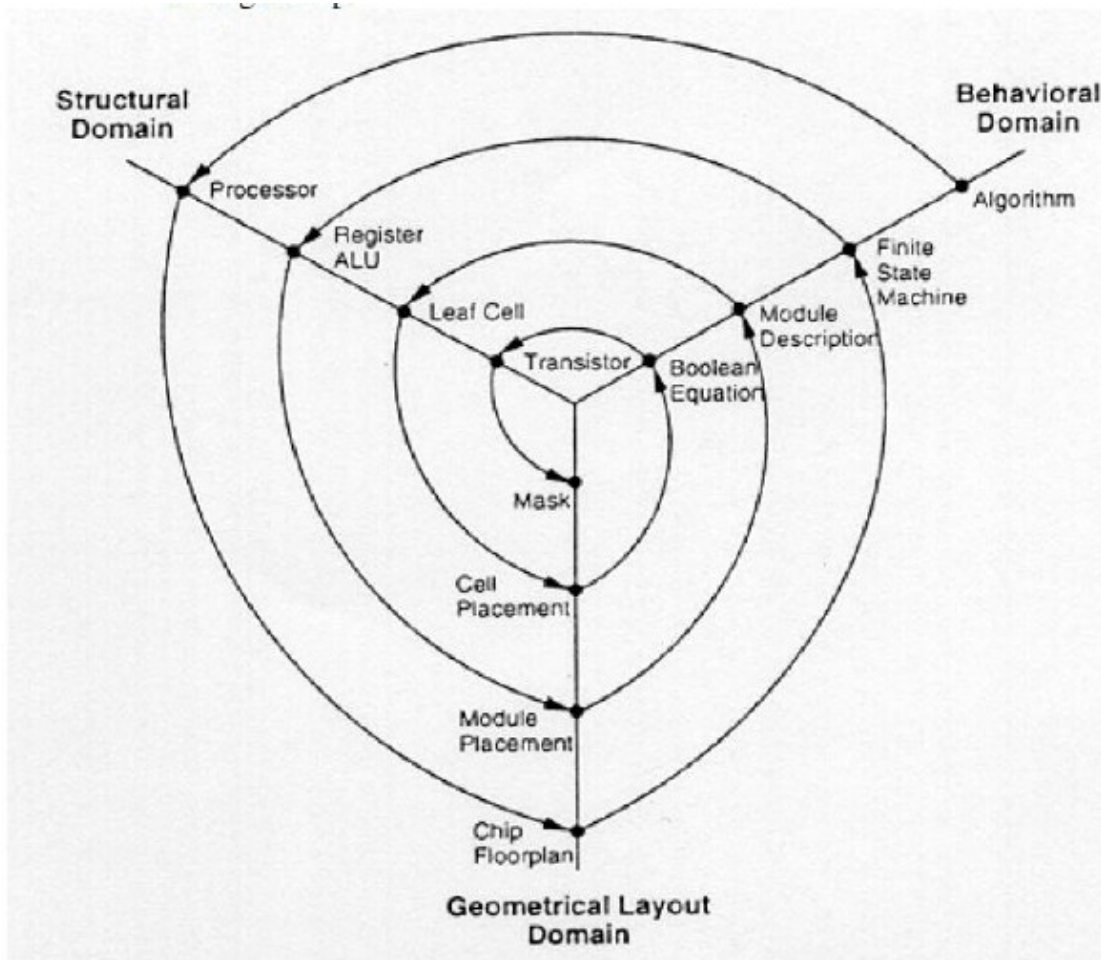 Structural
Domain
Behavioral
Domain
Processor
Algorithm
Register
ALU
Finite
State
Machine
Leaf Cell
Module
Description
Transistor
Boolean
Equation
Mask
Cell
Placement
Module
Placement
Chip
Floorplan
Geometrical Layout
Domain